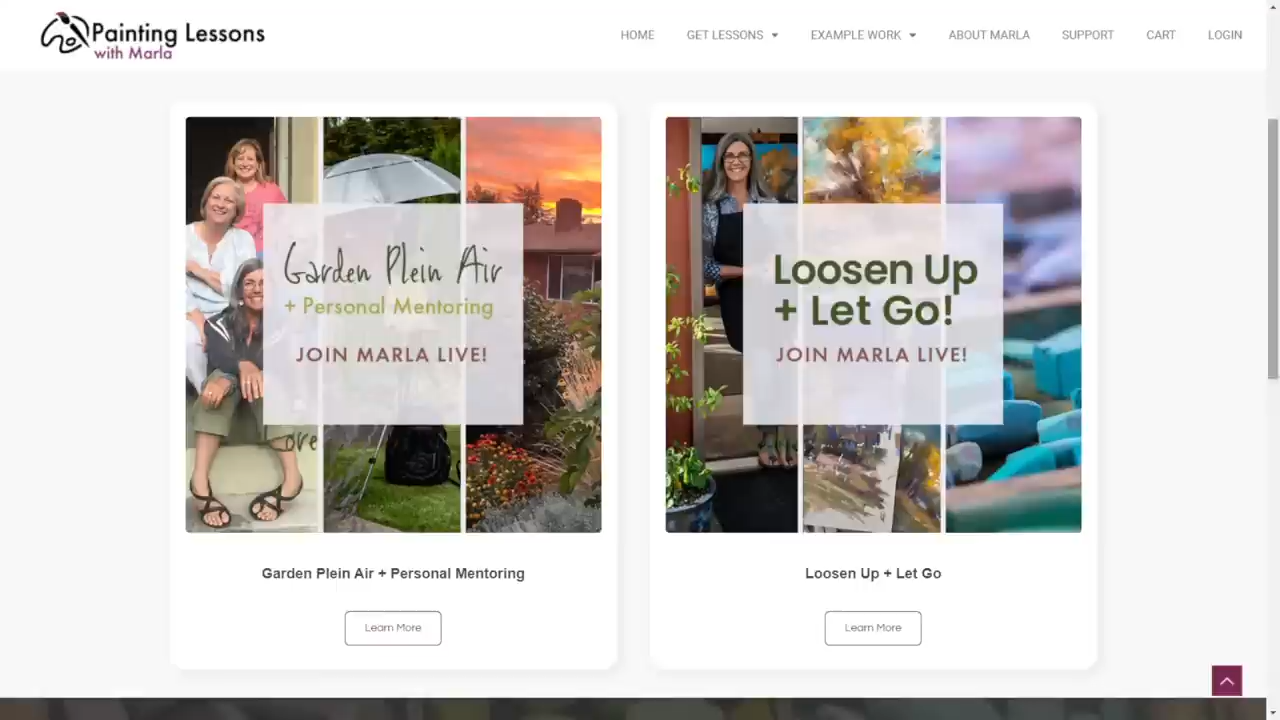 Painting Lessons
with Marla
HOME GET LESSONS EXAMPLE WORK ABOUT MARLA SUPPORT CART LOGIN
Garden Plein Air
+ Personal Mentoring
JOIN MARLA LIVE!
ore
Loosen Up
+ Let Go!
JOIN MARLA LIVE!
Garden Plein Air + Personal Mentoring
Loosen Up + Let Go
Learn More
Learn More